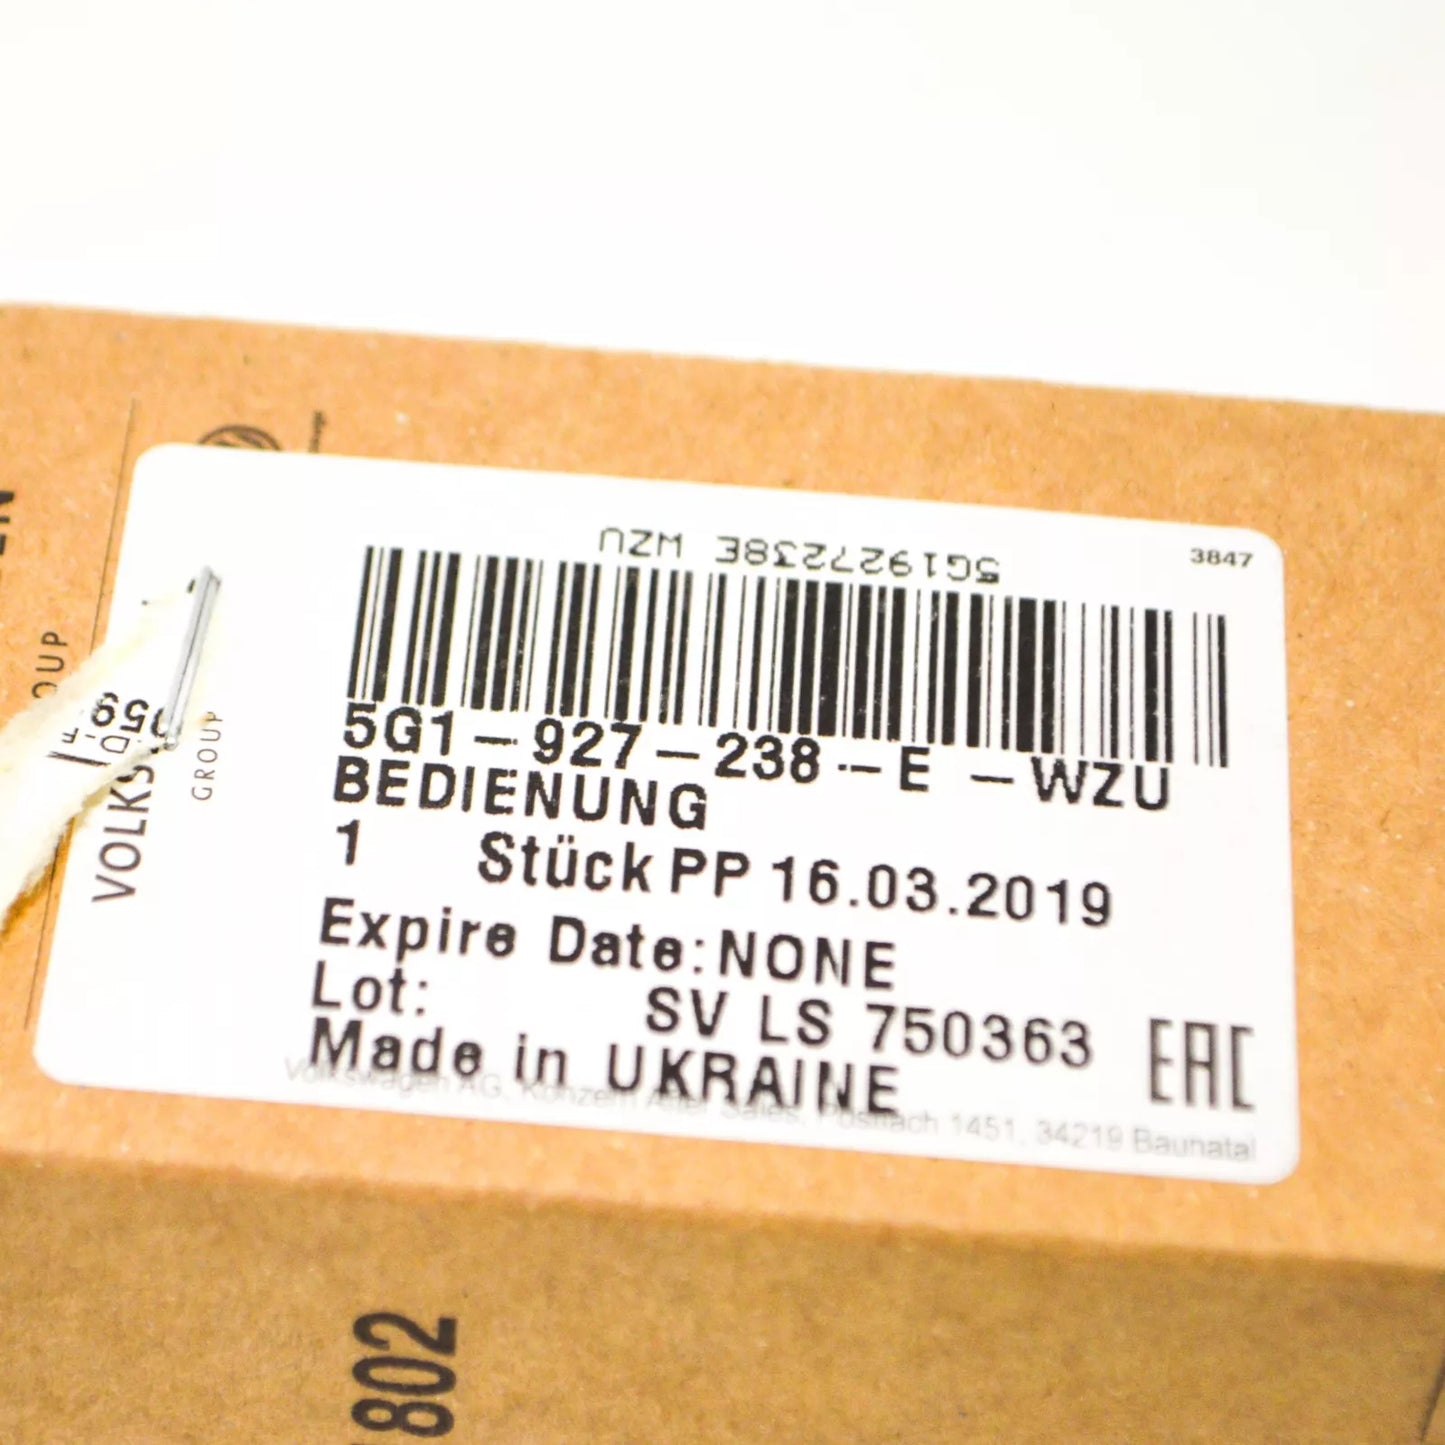 5G1927238E WZU
3847
5G1-927-238-E -WZU
BEDIENUNG
1 Stück PP 16.03.2019
Expire Date:NONE
Lot: SV LS 750363
Made in UKRAINE
EAC
Volkswagen AG, Konzern After Sales, Postfach 1451, 34219 Baunatal
GROUP
802